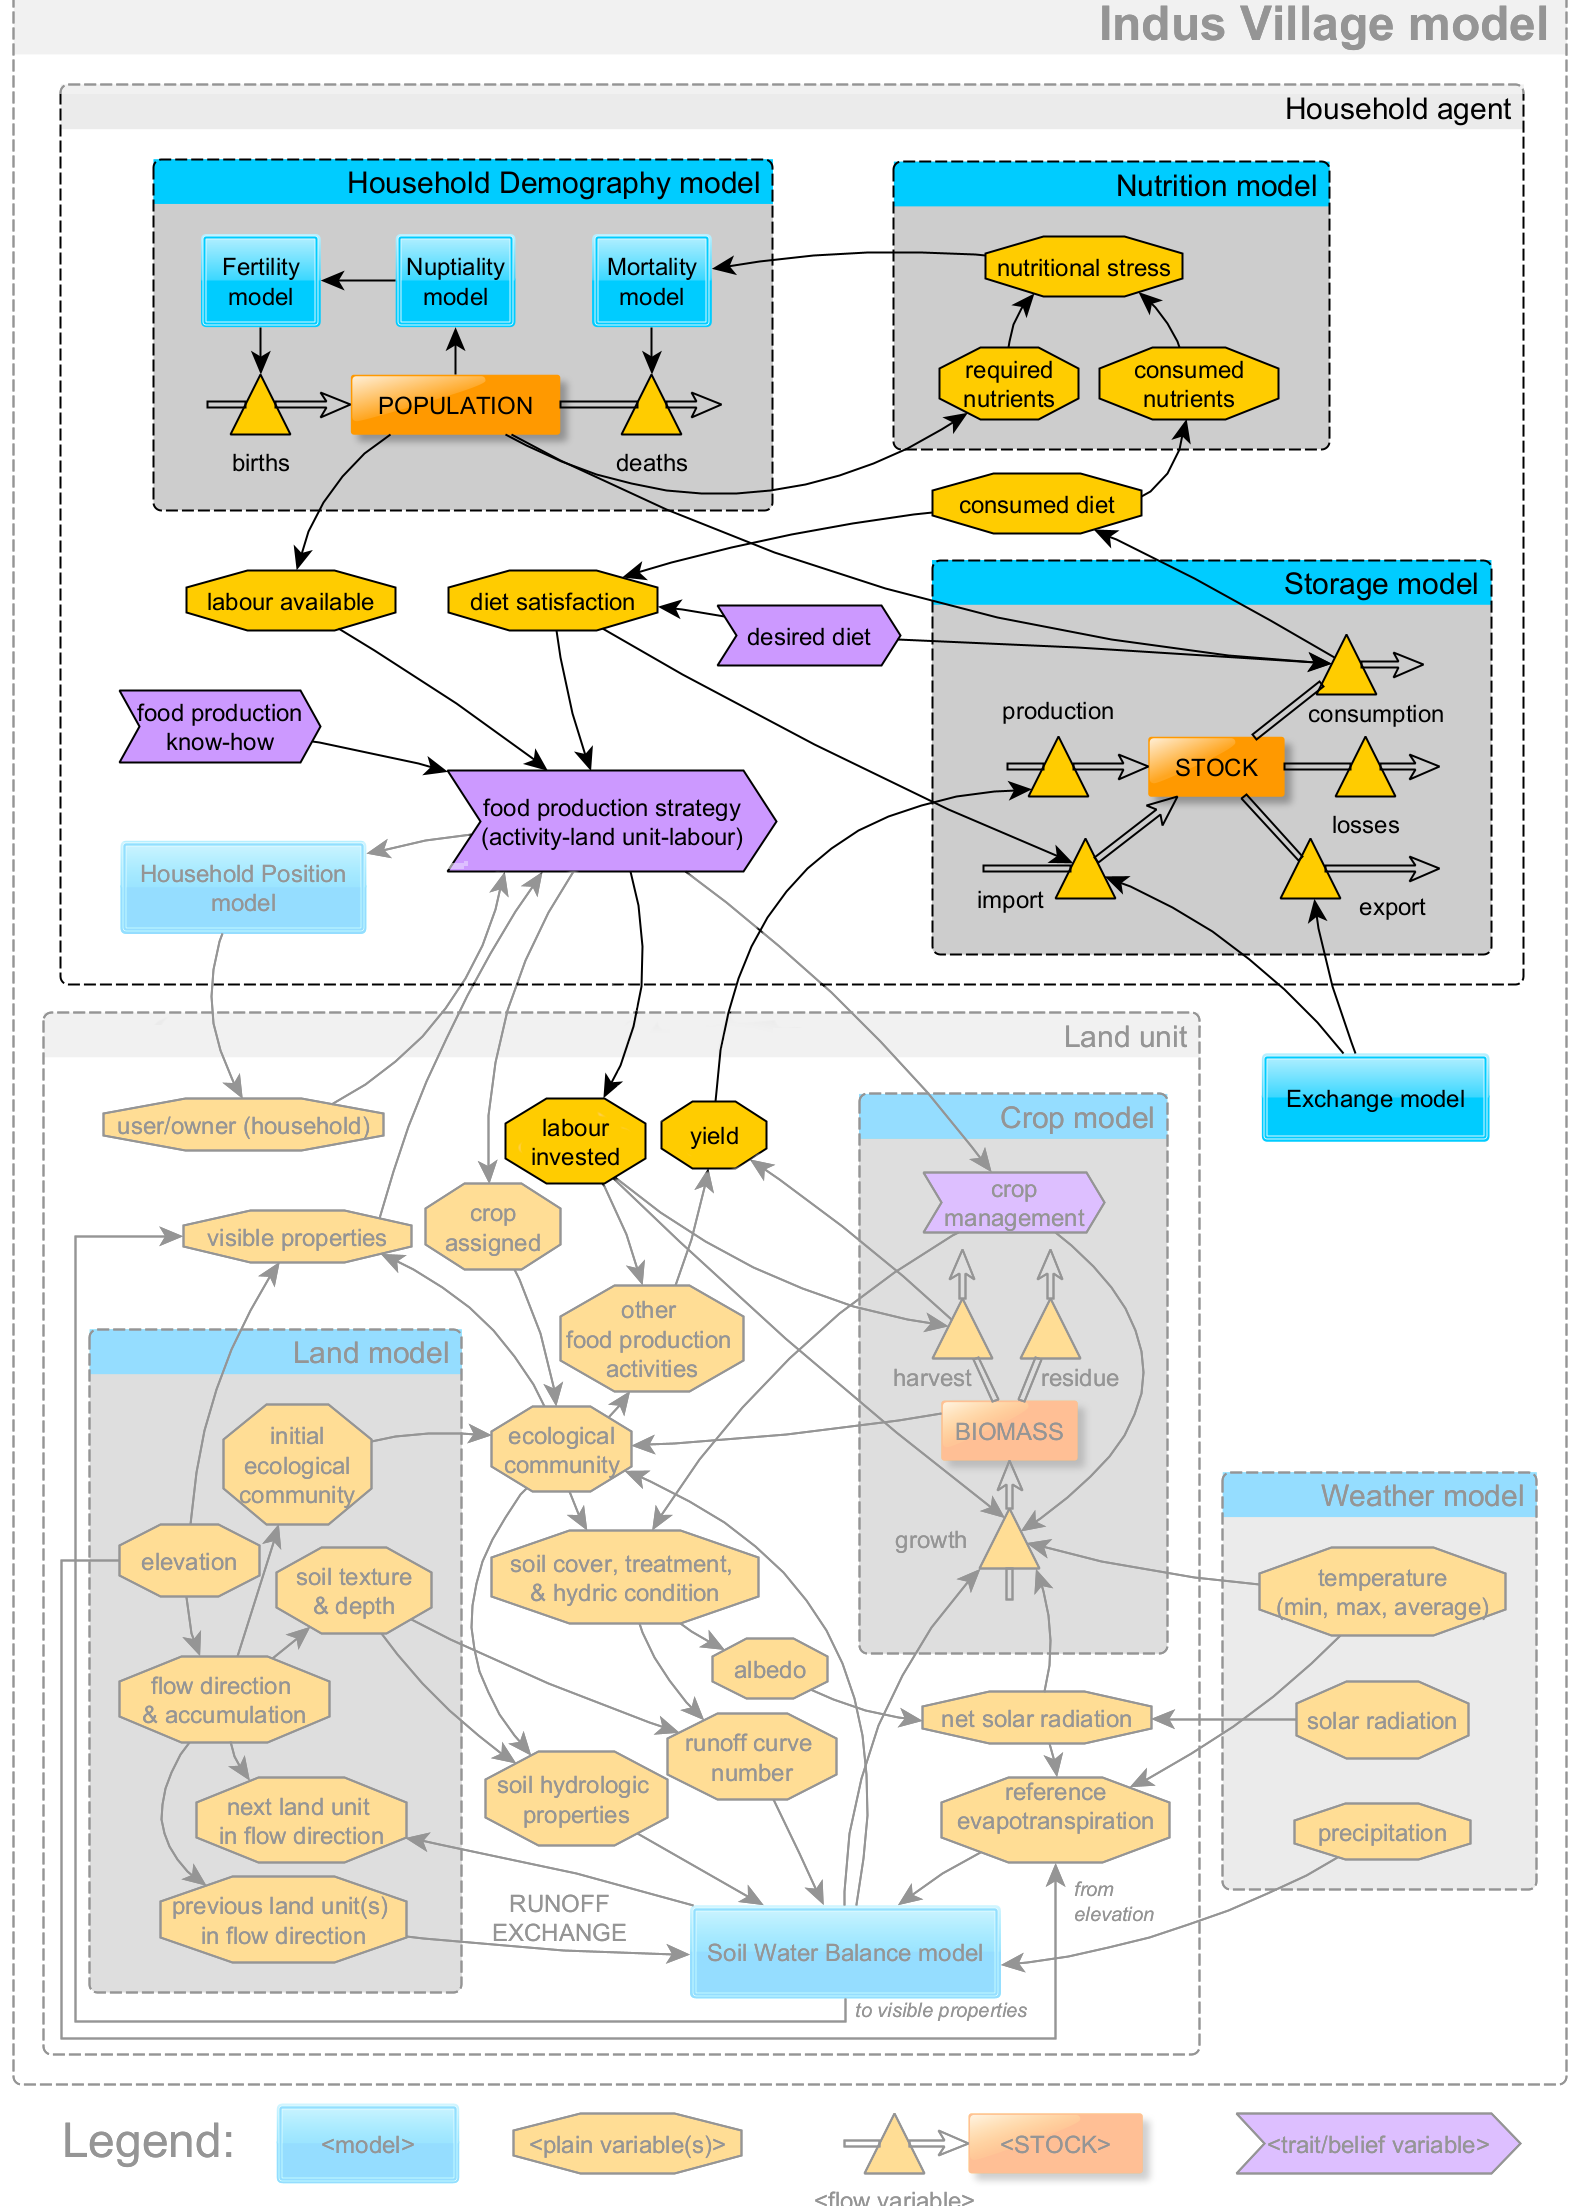 Indus Village model
Household agent
Household Demography model
Nutrition model
Fertility
model
Nuptiality
model
Mortality
model
nutritional stress
required
nutrients
consumed
nutrients
POPULATION
births
deaths
consumed diet
Storage model
labour available
diet satisfaction
desired diet
food production
know-how
production
consumption
STOCK
losses
food production strategy
(activity-land unit-labour)
import
export
Household Position
model
Land unit
Exchange model
user/owner (household)
labour
invested
yield
Crop model
crop
management
visible properties
crop
assigned
other
food production
activities
harvest
residue
BIOMASS
Land model
initial
ecological
community
ecological
community
growth
Weather model
elevation
soil texture
& depth
soil cover, treatment,
& hydric condition
temperature
(min, max, average)
flow direction
& accumulation
albedo
net solar radiation
solar radiation
runoff curve
number
soil hydrologic
properties
next land unit
in flow direction
reference
evapotranspiration
precipitation
previous land unit(s)
in flow direction
RUNOFF
EXCHANGE
from
elevation
Soil Water Balance model
to visible properties
Legend:
<model>
<plain variable(s)>
<STOCK>
<trait/belief variable>
<flow variable>